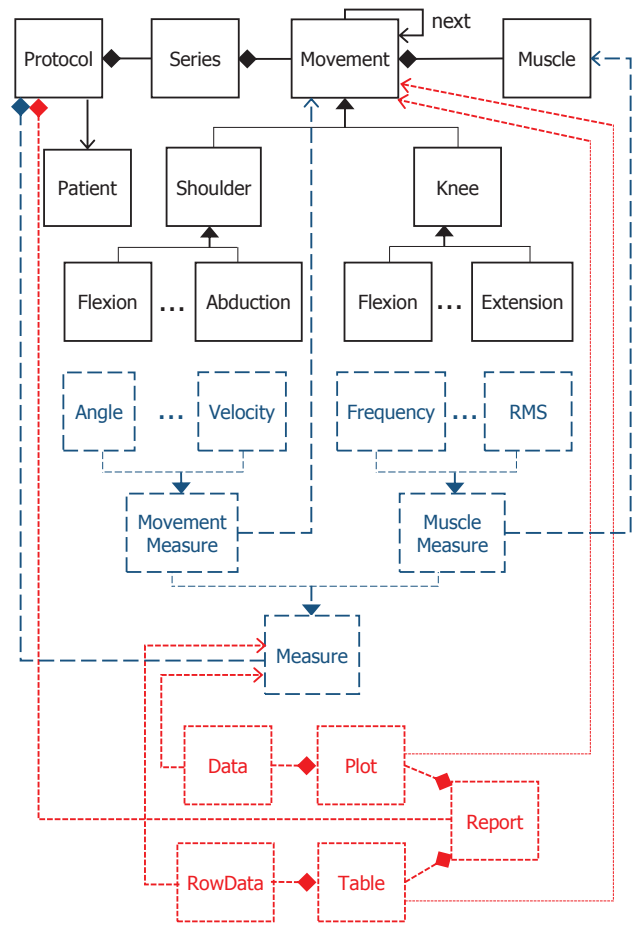 next
Protocol
Series
Movement
Muscle
Patient
Shoulder
Knee
Flexion
...
Abduction
Flexion
...
Extension
Angle
...
Velocity
Frequency
...
RMS
Movement
Measure
Muscle
Measure
Measure
Data
Plot
Report
RowData
Table